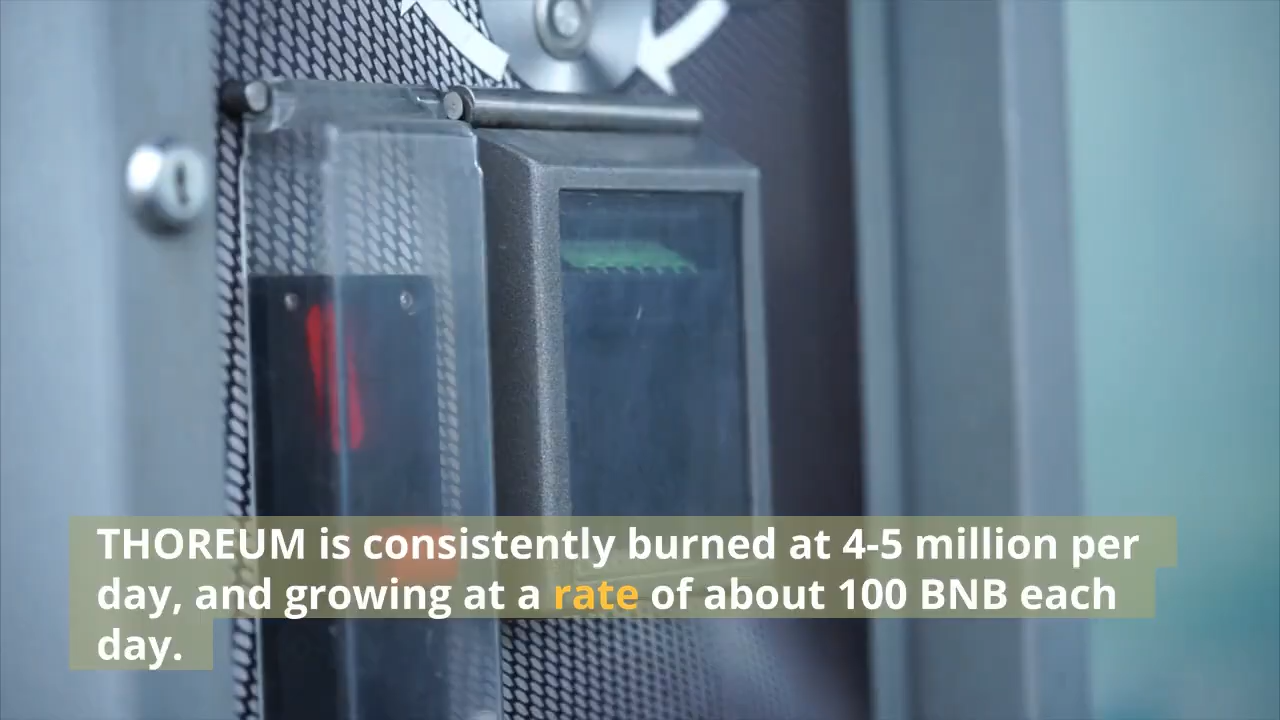 THOREUM is consistently burned at 4-5 million per
day, and growing at a rate of about 100 BNB each
day.